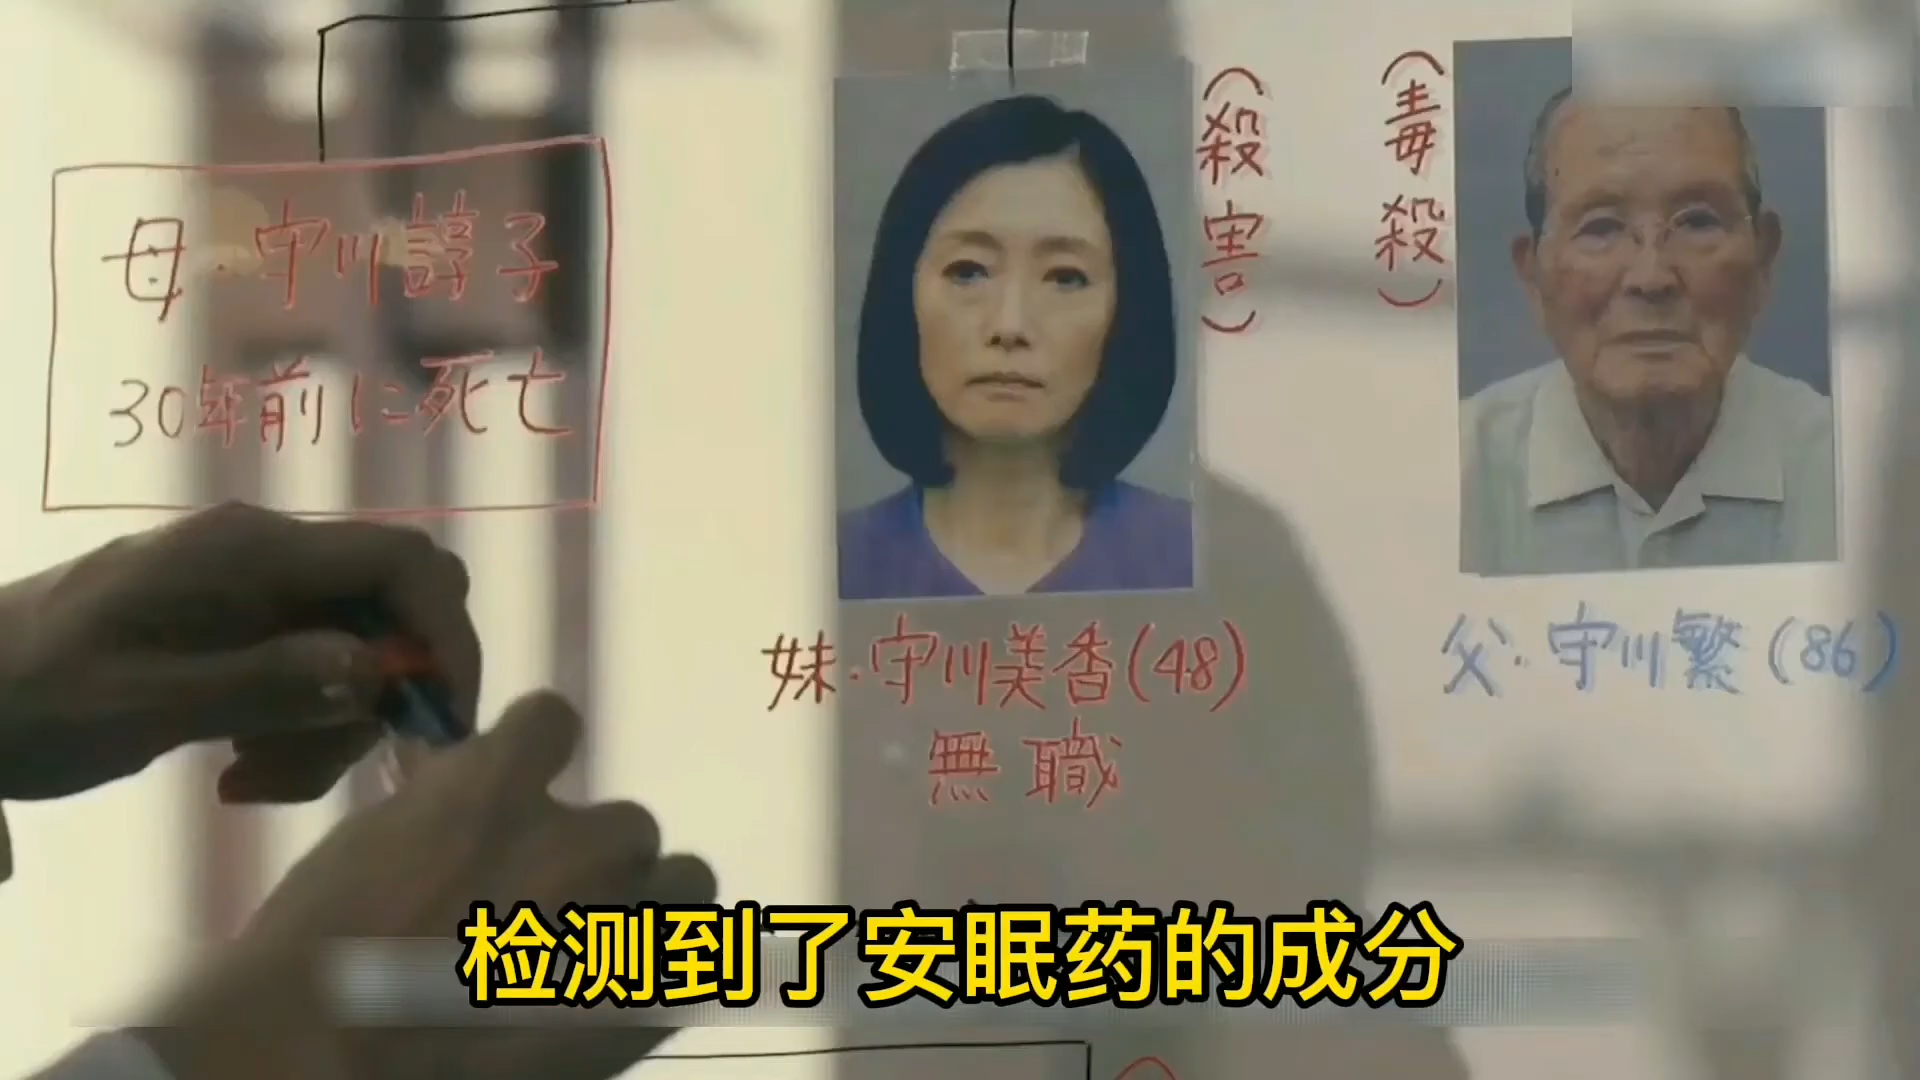 母・守川諄子
30年前に死亡
(殺害)
(毒殺)
妹・守川美香(48)
無職
父・守川繁(86)
检测到了安眠药的成分